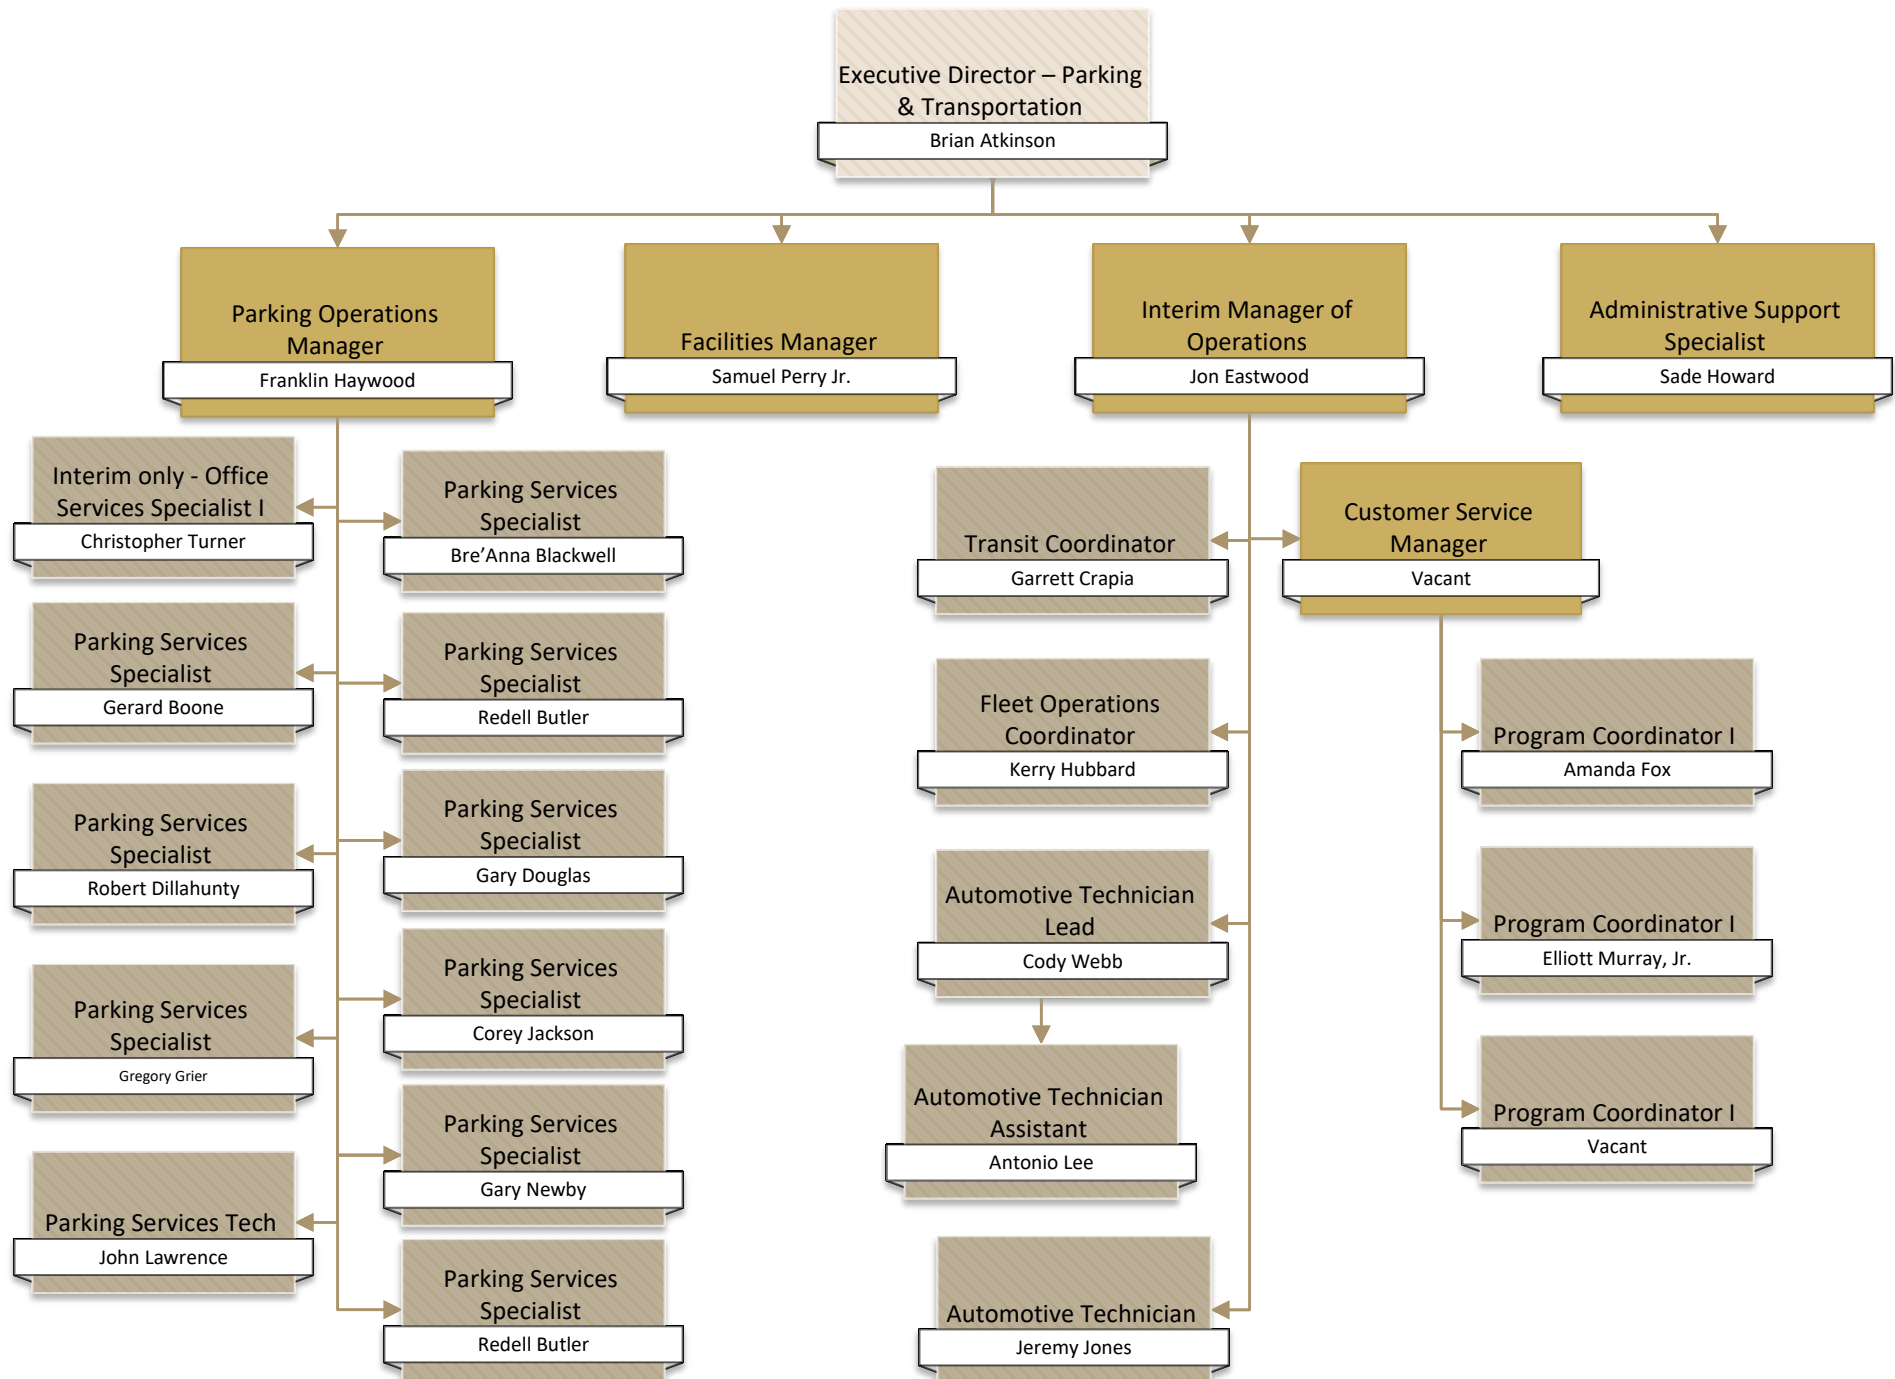 Executive Director – Parking
& Transportation
Brian Atkinson
Parking Operations
Manager
Franklin Haywood
Facilities Manager
Samuel Perry Jr.
Interim Manager of
Operations
Jon Eastwood
Administrative Support
Specialist
Sade Howard
Interim only - Office
Services Specialist I
Christopher Turner
Parking Services
Specialist
Bre’Anna Blackwell
Parking Services
Specialist
Gerard Boone
Parking Services
Specialist
Redell Butler
Parking Services
Specialist
Robert Dillahunty
Parking Services
Specialist
Gary Douglas
Parking Services
Specialist
Gregory Grier
Parking Services
Specialist
Corey Jackson
Parking Services Tech
John Lawrence
Parking Services
Specialist
Gary Newby
Parking Services
Specialist
Redell Butler
Transit Coordinator
Garrett Crapia
Customer Service
Manager
Vacant
Fleet Operations
Coordinator
Kerry Hubbard
Automotive Technician
Lead
Cody Webb
Automotive Technician
Assistant
Antonio Lee
Automotive Technician
Jeremy Jones
Program Coordinator I
Amanda Fox
Program Coordinator I
Elliott Murray, Jr.
Program Coordinator I
Vacant